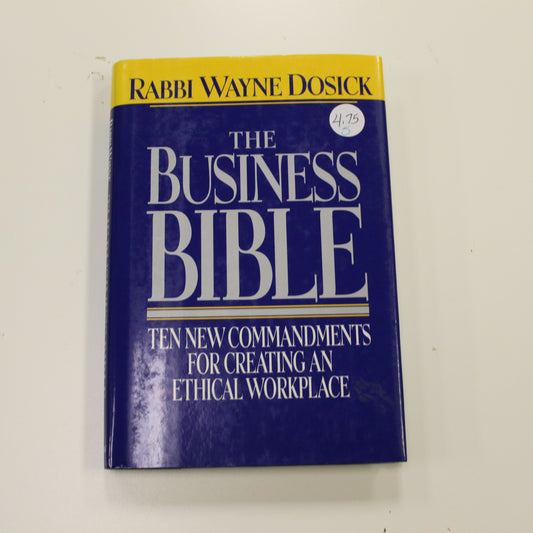 RABBI WAYNE DOSICK
4.75
THE
BUSINESS
BIBLE
TEN NEW COMMANDMENTS
FOR CREATING AN
ETHICAL WORKPLACE